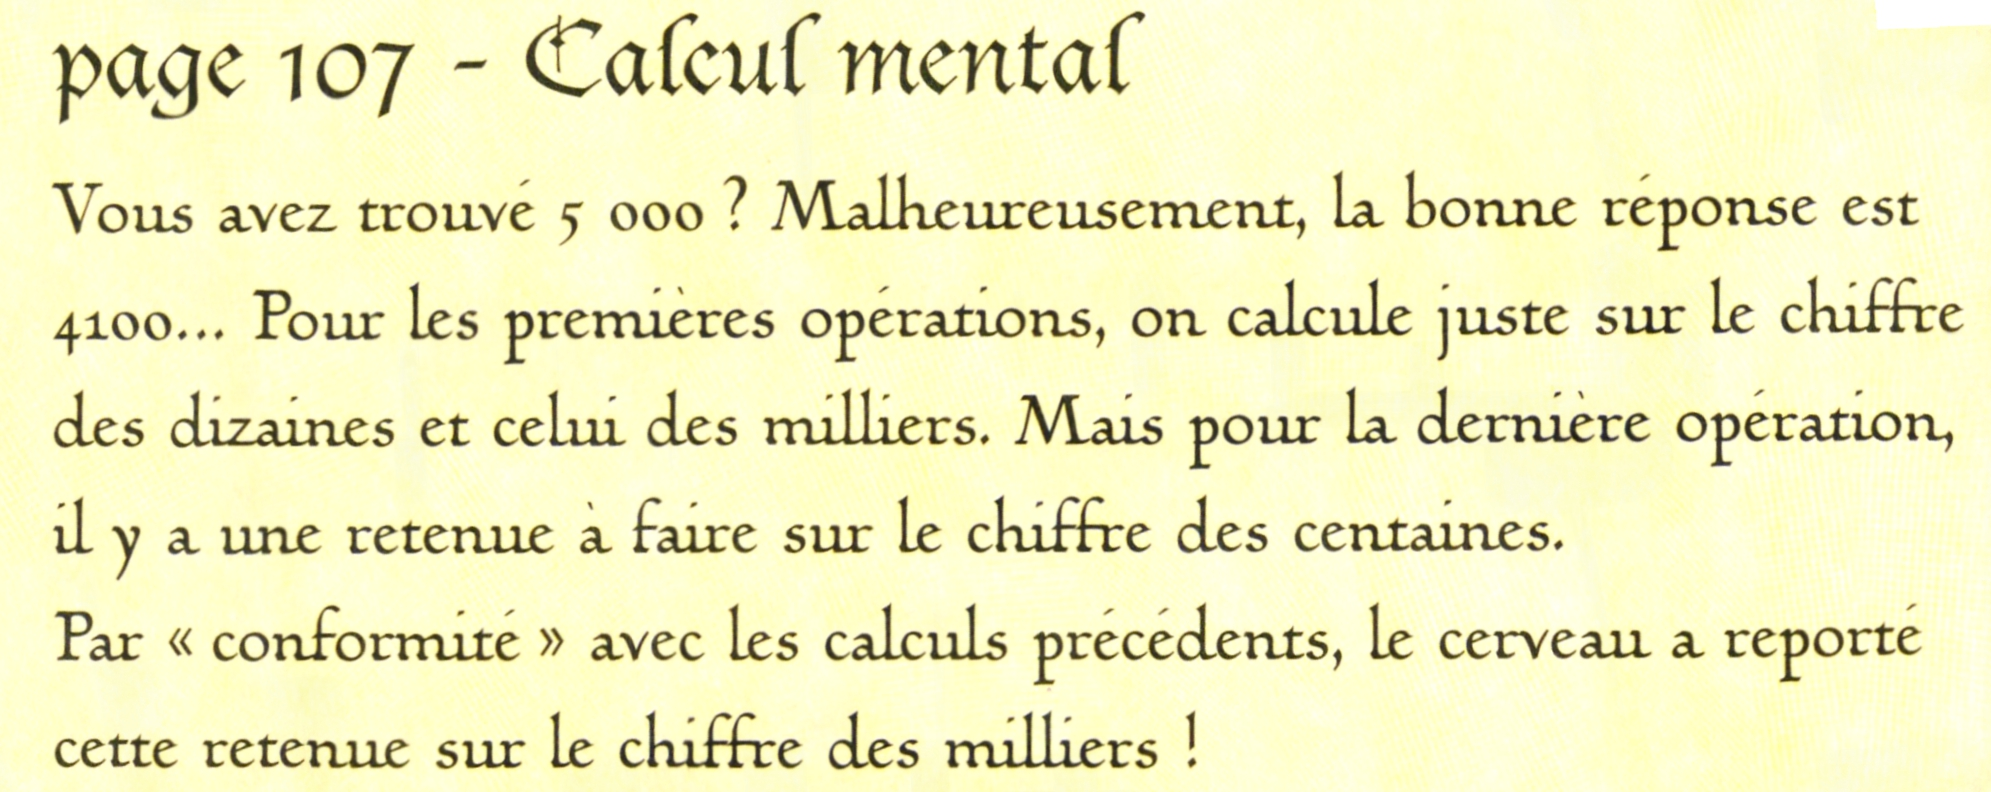 page 107 - Calcul mental
Vous avez trouvé 5 000 ? Malheureusement, la bonne réponse est
4100... Pour les premières opérations, on calcule juste sur le chiffre
des dizaines et celui des milliers. Mais pour la dernière opération,
il y a une retenue à faire sur le chiffre des centaines.
Par « conformité » avec les calculs précédents, le cerveau a reporté
cette retenue sur le chiffre des milliers !